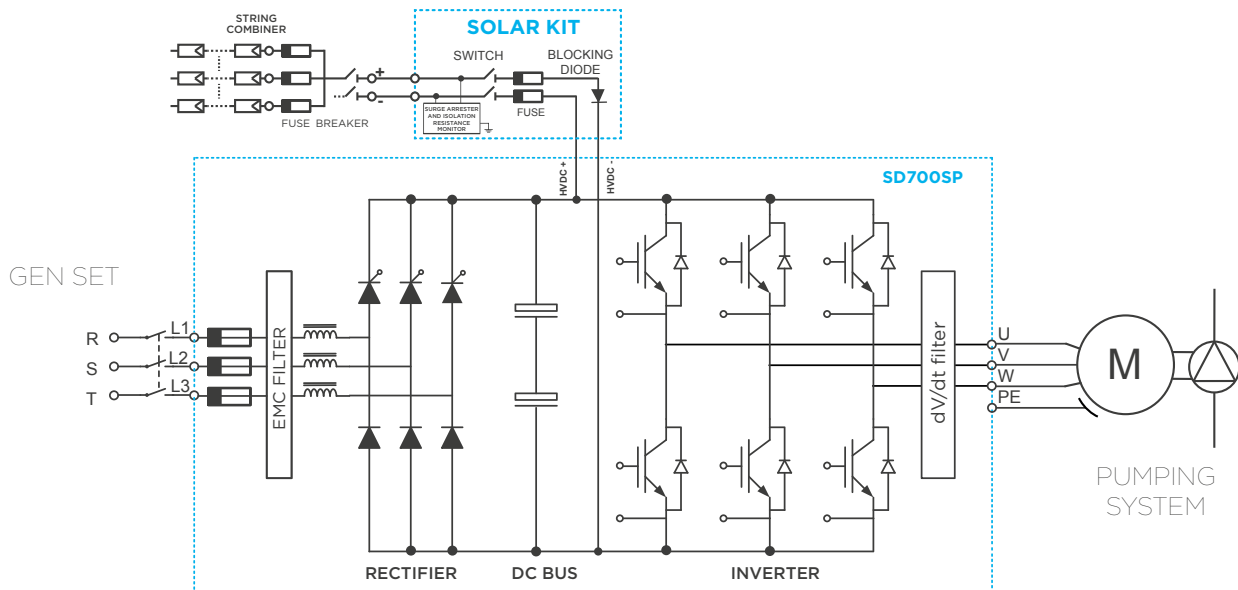 STRING
COMBINER
SOLAR KIT
SWITCH
BLOCKING
DIODE
+
-
SURGE ARRESTER
AND ISOLATION
RESISTANCE
MONITOR
FUSE
FUSE BREAKER
HVDC +
HVDC -
SD700SP
GEN SET
R
S
T
L1
L2
L3
EMC FILTER
dV/dt filter
U
V
W
PE
M
PUMPING
SYSTEM
RECTIFIER
DC BUS
INVERTER